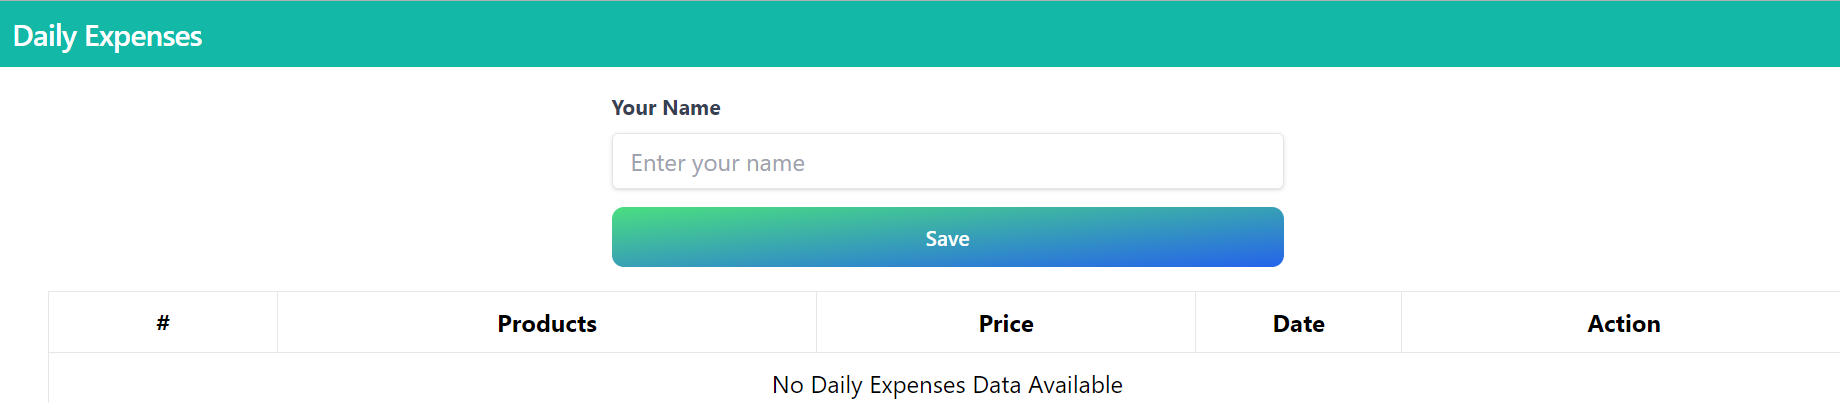 Daily Expenses
Your Name
Enter your name
Save
# Products Price Date Action
No Daily Expenses Data Available